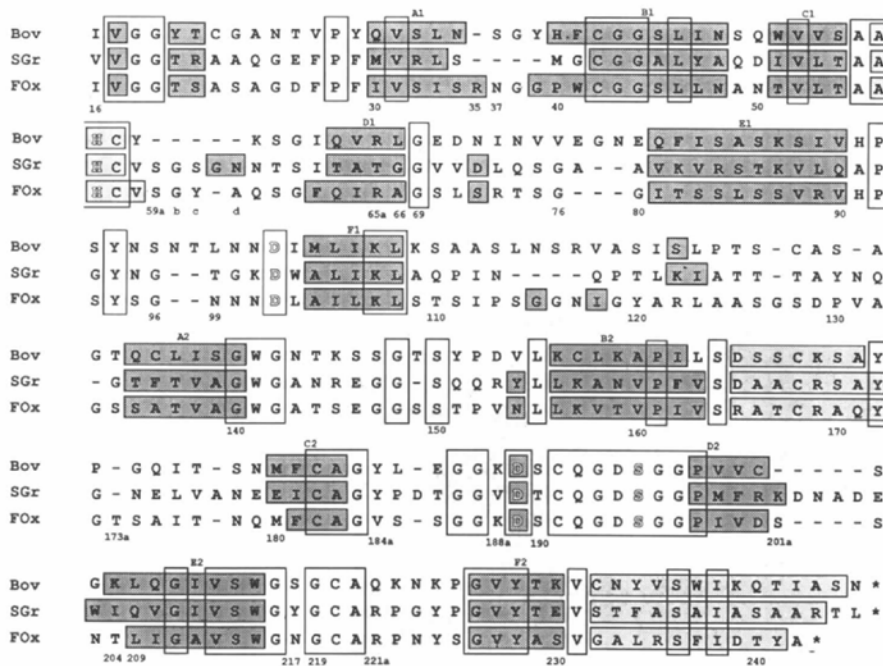 A1 B1 C1
Bov I V G G Y T C G A N T V P Y Q V S L N - S G Y H . F C G G S L I N S Q W V V S A A
SGr V V G G T R A A Q G E F P F M V R L S - - - M G C G G A L Y A Q D I V L T A A
FOx I V G G T S A S A G D F P F I V S I S R N G G P W C G G S L L N A N T V L T A A
16 30 35 37 40 50
D1 E1
Bov H C Y - - - - - K S G I Q V R L G E D N I N V V E G N E Q F I S A S K S I V H P
SGr H C V S G S G N N T S I T A T G G V V D L Q S G A - A V K V R S T K V L Q A P
FOx H C V S G Y - A Q S G F Q I R A G S L S R T S G - - - G I T S S L S S V R V H P
59a b c d 65a 66 69 76 80 90
F1
Bov S Y N S N T L N N D I M L I K L K S A A S L N S R V A S I S L P T S - C A S - A
SGr G Y N G - - T G K D W A L I K L A Q P I N - - - Q P T L K I A T T - T A Y N Q
FOx S Y S G - - N N N D L A I L K L S T S I P S G G N I G Y A R L A A S G S D P V A
96 99 110 120 130
A2 B2
Bov G T Q C L I S G W G N T K S S G T S Y P D V L K C L K A P I L S D S S C K S A Y
SGr - G T F T V A G W G A N R E G G - S Q Q R Y L L K A N V P F V S D A A C R S A Y
FOx G S S A T V A G W G A T S E G G S S T P V N L L K V T V P I V S R A T C R A Q Y
140 150 160 170
C2 D2
Bov P - G Q I T - S N M F C A G Y L - E G G K D S C Q G D S G G P V V C - - - - S
SGr G - N E L V A N E E I C A G Y P D T G G V D T C Q G D S G G P M F R K D N A D E
FOx G T S A I T - N Q M F C A G V S - S G G K D S C Q G D S G G P I V D S - - - S
173a 180 184a 188a 190 201a
E2 F2
Bov G K L Q G I V S W G S G C A Q K N K P G V Y T K V C N Y V S W I K Q T I A S N *
SGr W I Q V G I V S W G Y G C A R P G Y P G V Y T E V S T F A S A I A S A A R T L *
FOx N T L I G A V S W G N G C A R P N Y S G V Y A S V G A L R S F I D T Y A *
204 209 217 219 221a 230 240